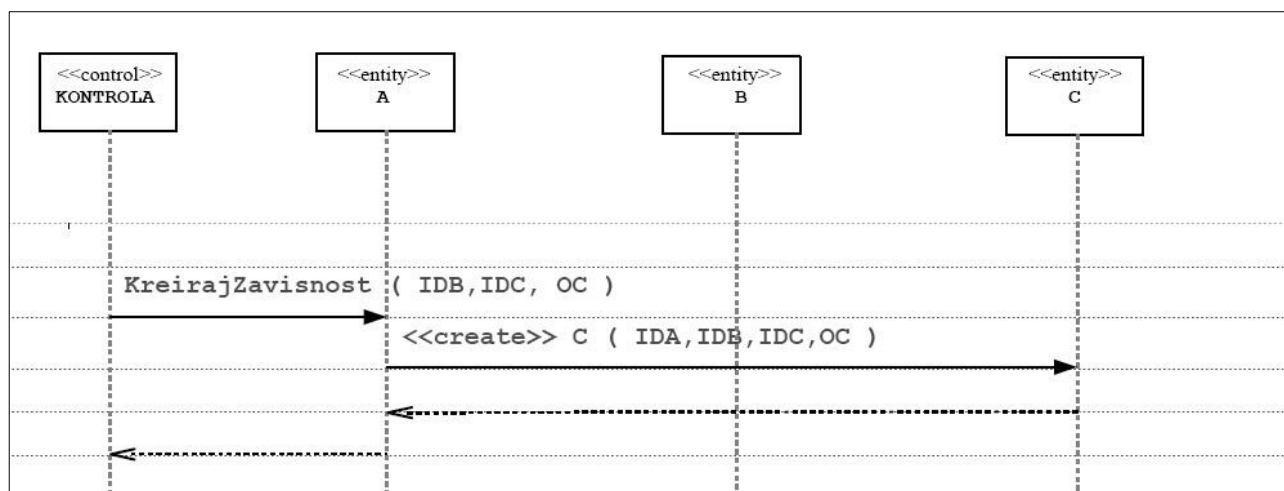 <<control>>
KONTROLA
<<entity>>
A
<<entity>>
B
<<entity>>
C
KreirajZavisnost ( IDB,IDC, OC )
<<create>> C ( IDA,IDB,IDC,OC )